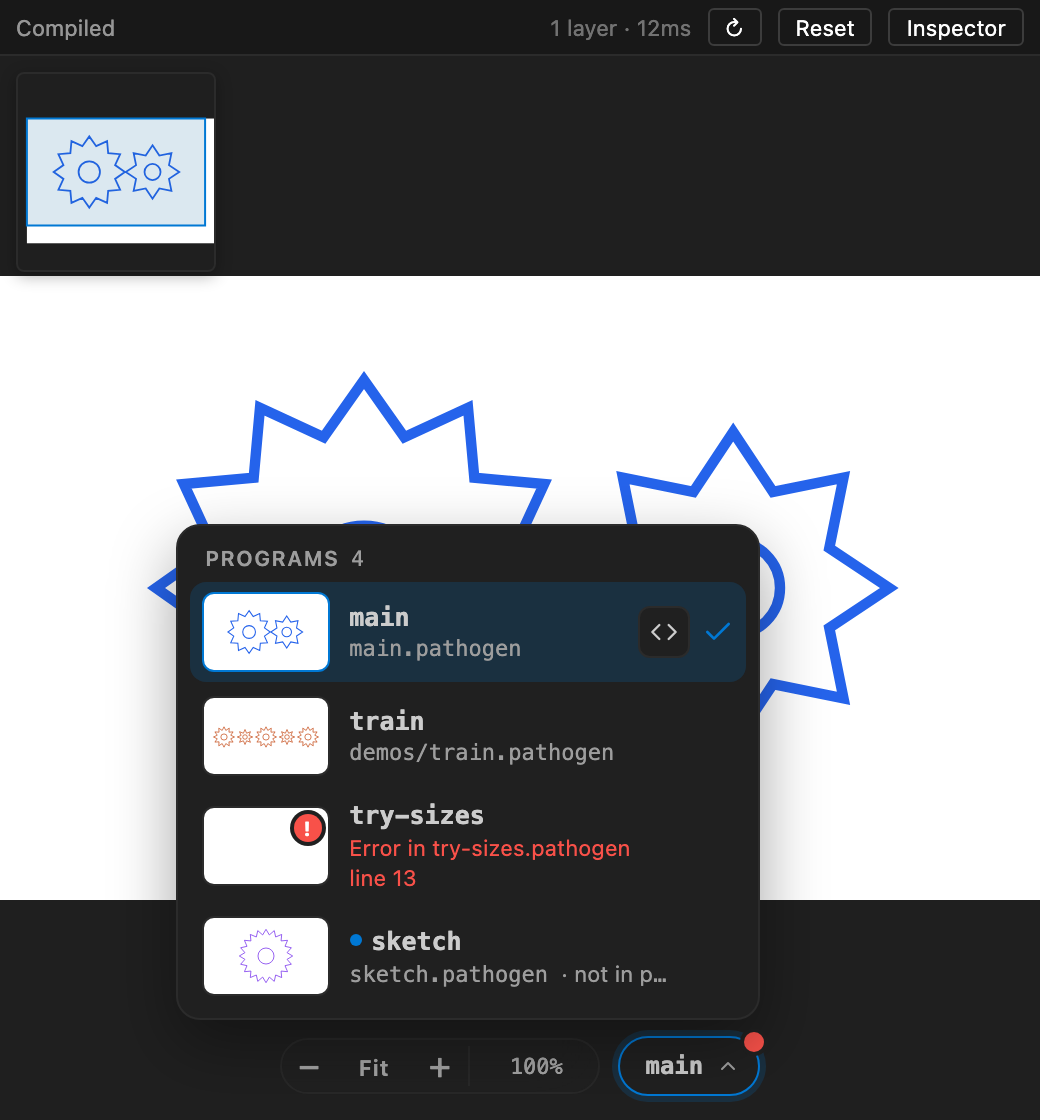 Compiled
1 layer · 12ms
Reset
Inspector
PROGRAMS 4
main
main.pathogen
train
demos/train.pathogen
!
try-sizes
Error in try-sizes.pathogen
line 13
sketch
sketch.pathogen · not in p…
− Fit + 100%
main